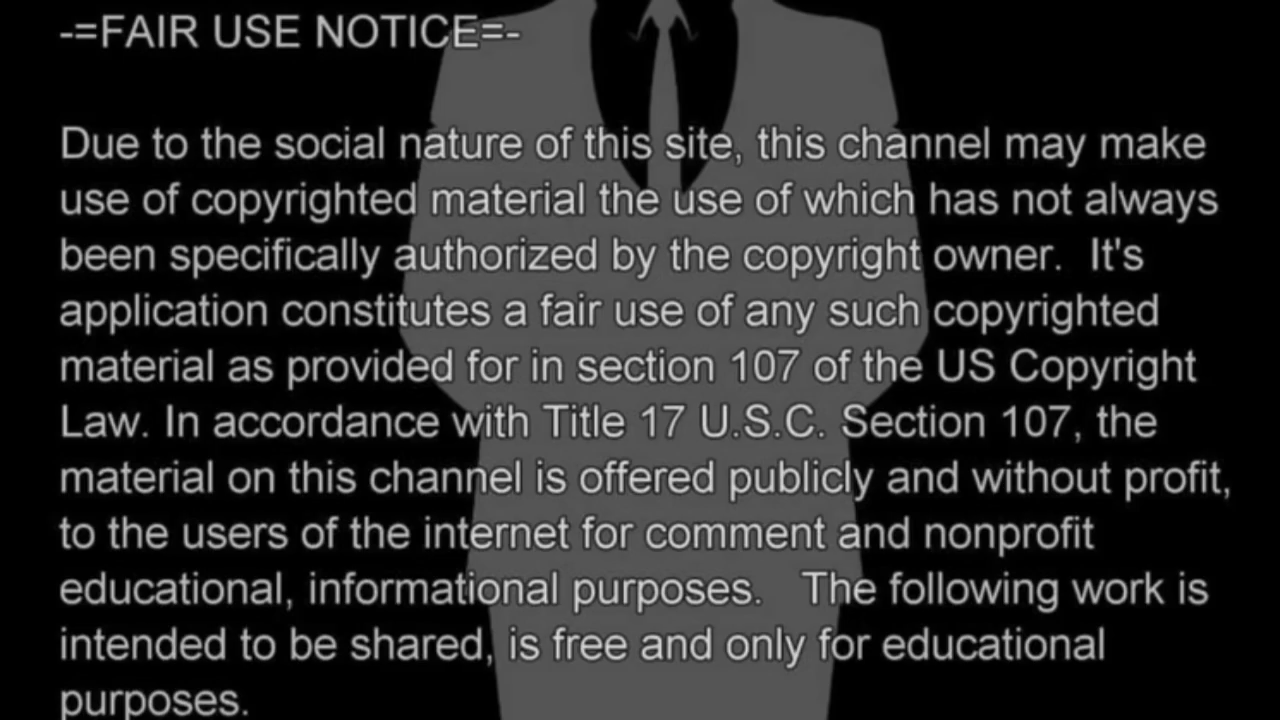 -=FAIR USE NOTICE=-
Due to the social nature of this site, this channel may make
use of copyrighted material the use of which has not always
been specifically authorized by the copyright owner.  It's
application constitutes a fair use of any such copyrighted
material as provided for in section 107 of the US Copyright
Law. In accordance with Title 17 U.S.C. Section 107, the
material on this channel is offered publicly and without profit,
to the users of the internet for comment and nonprofit
educational, informational purposes.   The following work is
intended to be shared, is free and only for educational
purposes.